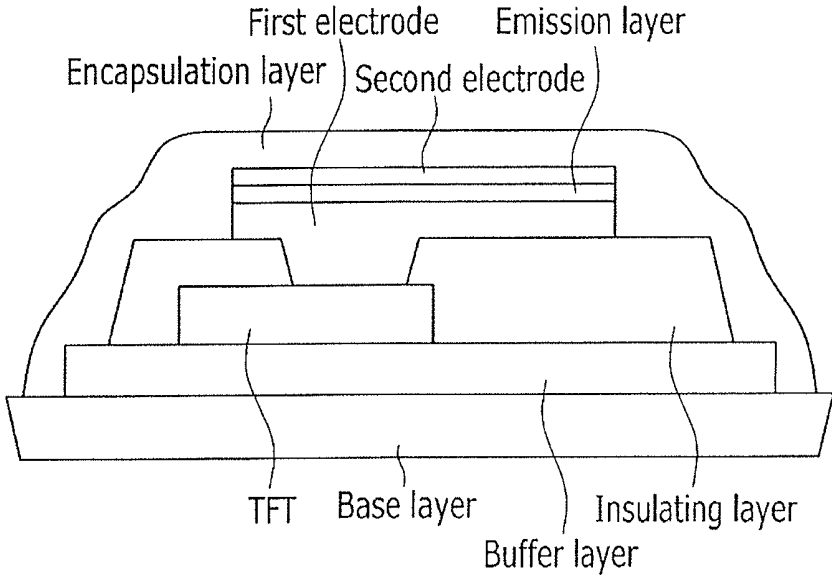 First electrode
Emission layer
Encapsulation layer
Second electrode
TFT
Base layer
Insulating layer
Buffer layer